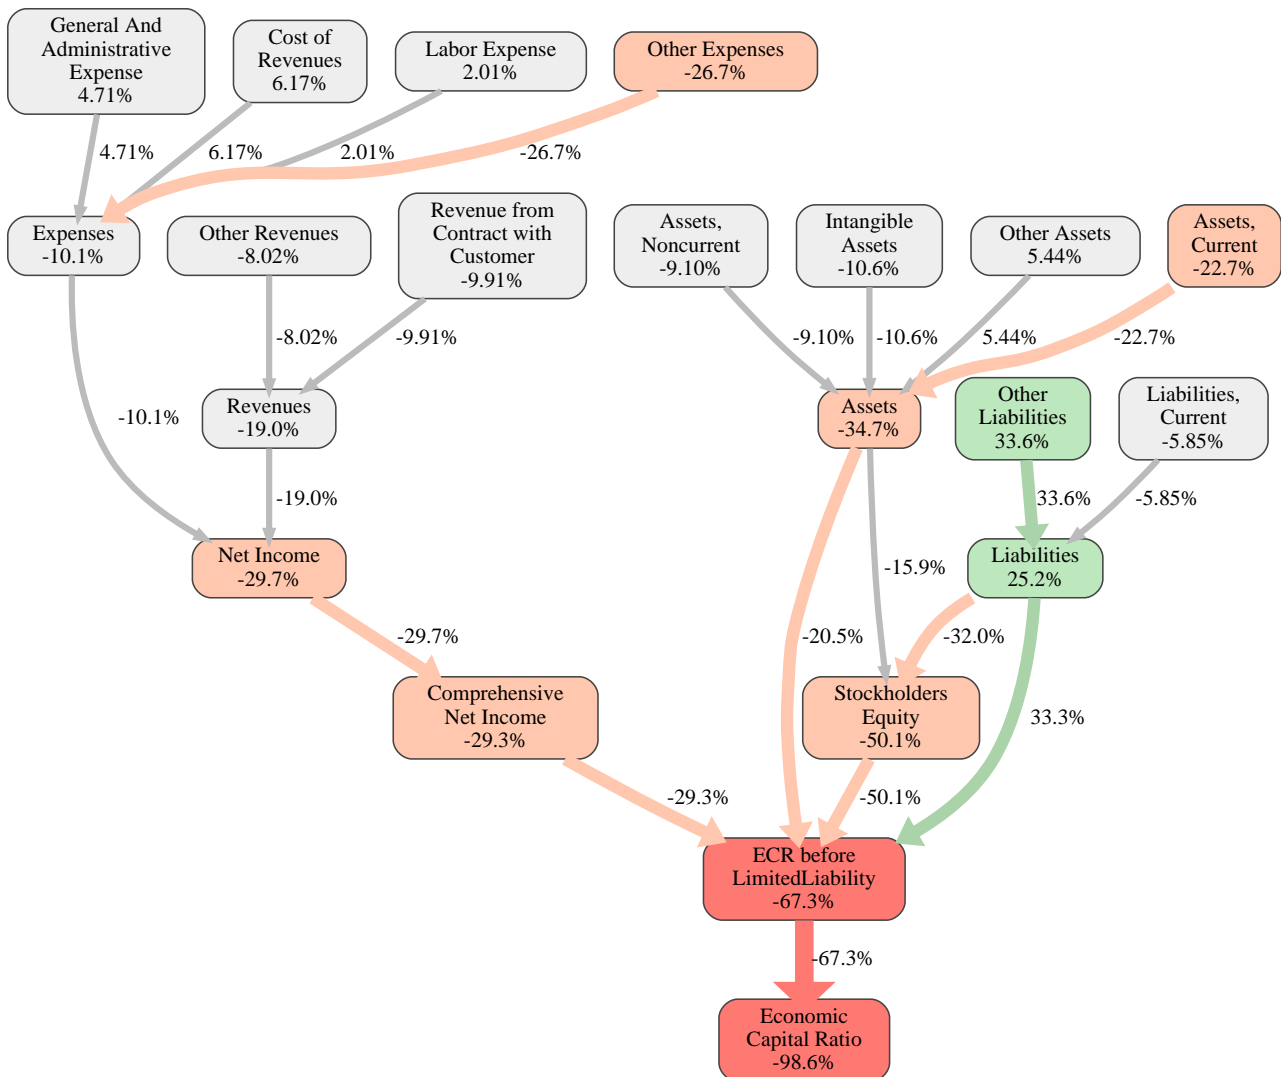 General And
Administrative
Expense
4.71%
Cost of
Revenues
6.17%
Labor Expense
2.01%
Other Expenses
-26.7%
4.71%
6.17%
2.01%
-26.7%
Expenses
-10.1%
Other Revenues
-8.02%
Revenue from
Contract with
Customer
-9.91%
Assets,
Noncurrent
-9.10%
Intangible
Assets
-10.6%
Other Assets
5.44%
Assets,
Current
-22.7%
-8.02%
-9.91%
-9.10%
-10.6%
5.44%
-22.7%
-10.1%
Revenues
-19.0%
Assets
-34.7%
Other
Liabilities
33.6%
Liabilities,
Current
-5.85%
-19.0%
33.6%
-5.85%
Net Income
-29.7%
-15.9%
Liabilities
25.2%
-29.7%
-20.5%
-32.0%
Comprehensive
Net Income
-29.3%
Stockholders
Equity
-50.1%
33.3%
-29.3%
-50.1%
ECR before
LimitedLiability
-67.3%
-67.3%
Economic
Capital Ratio
-98.6%